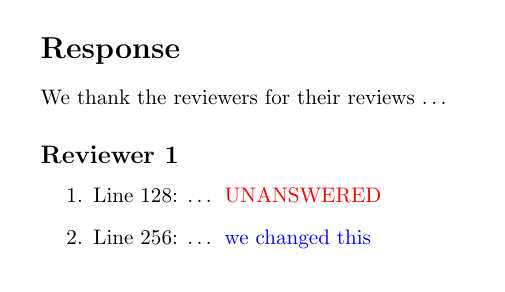 Response
We thank the reviewers for their reviews ...
Reviewer 1
1. Line 128: ... UNANSWERED
2. Line 256: ... we changed this